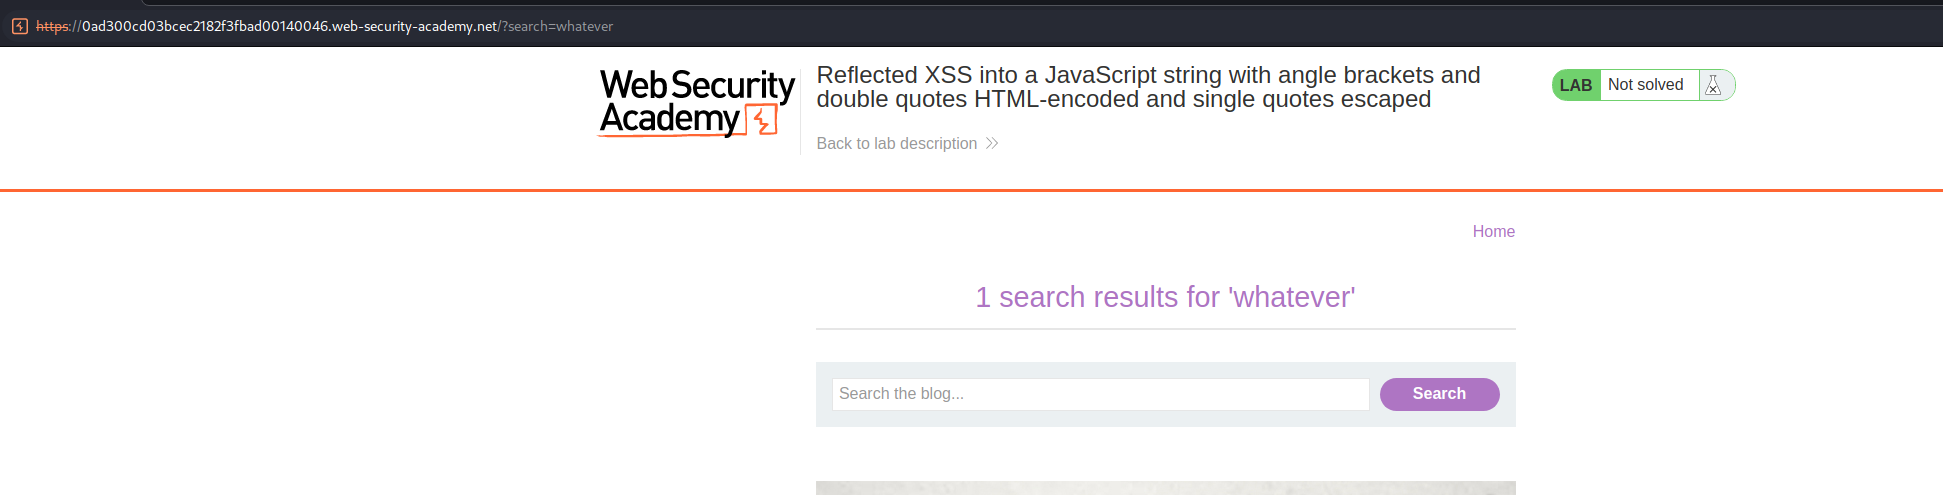 https://0ad300cd03bcec2182f3fbad00140046.web-security-academy.net/?search=whatever
Web Security
Academy
Reflected XSS into a JavaScript string with angle brackets and
double quotes HTML-encoded and single quotes escaped
Back to lab description
LAB Not solved
Home
1 search results for 'whatever'
Search the blog...
Search